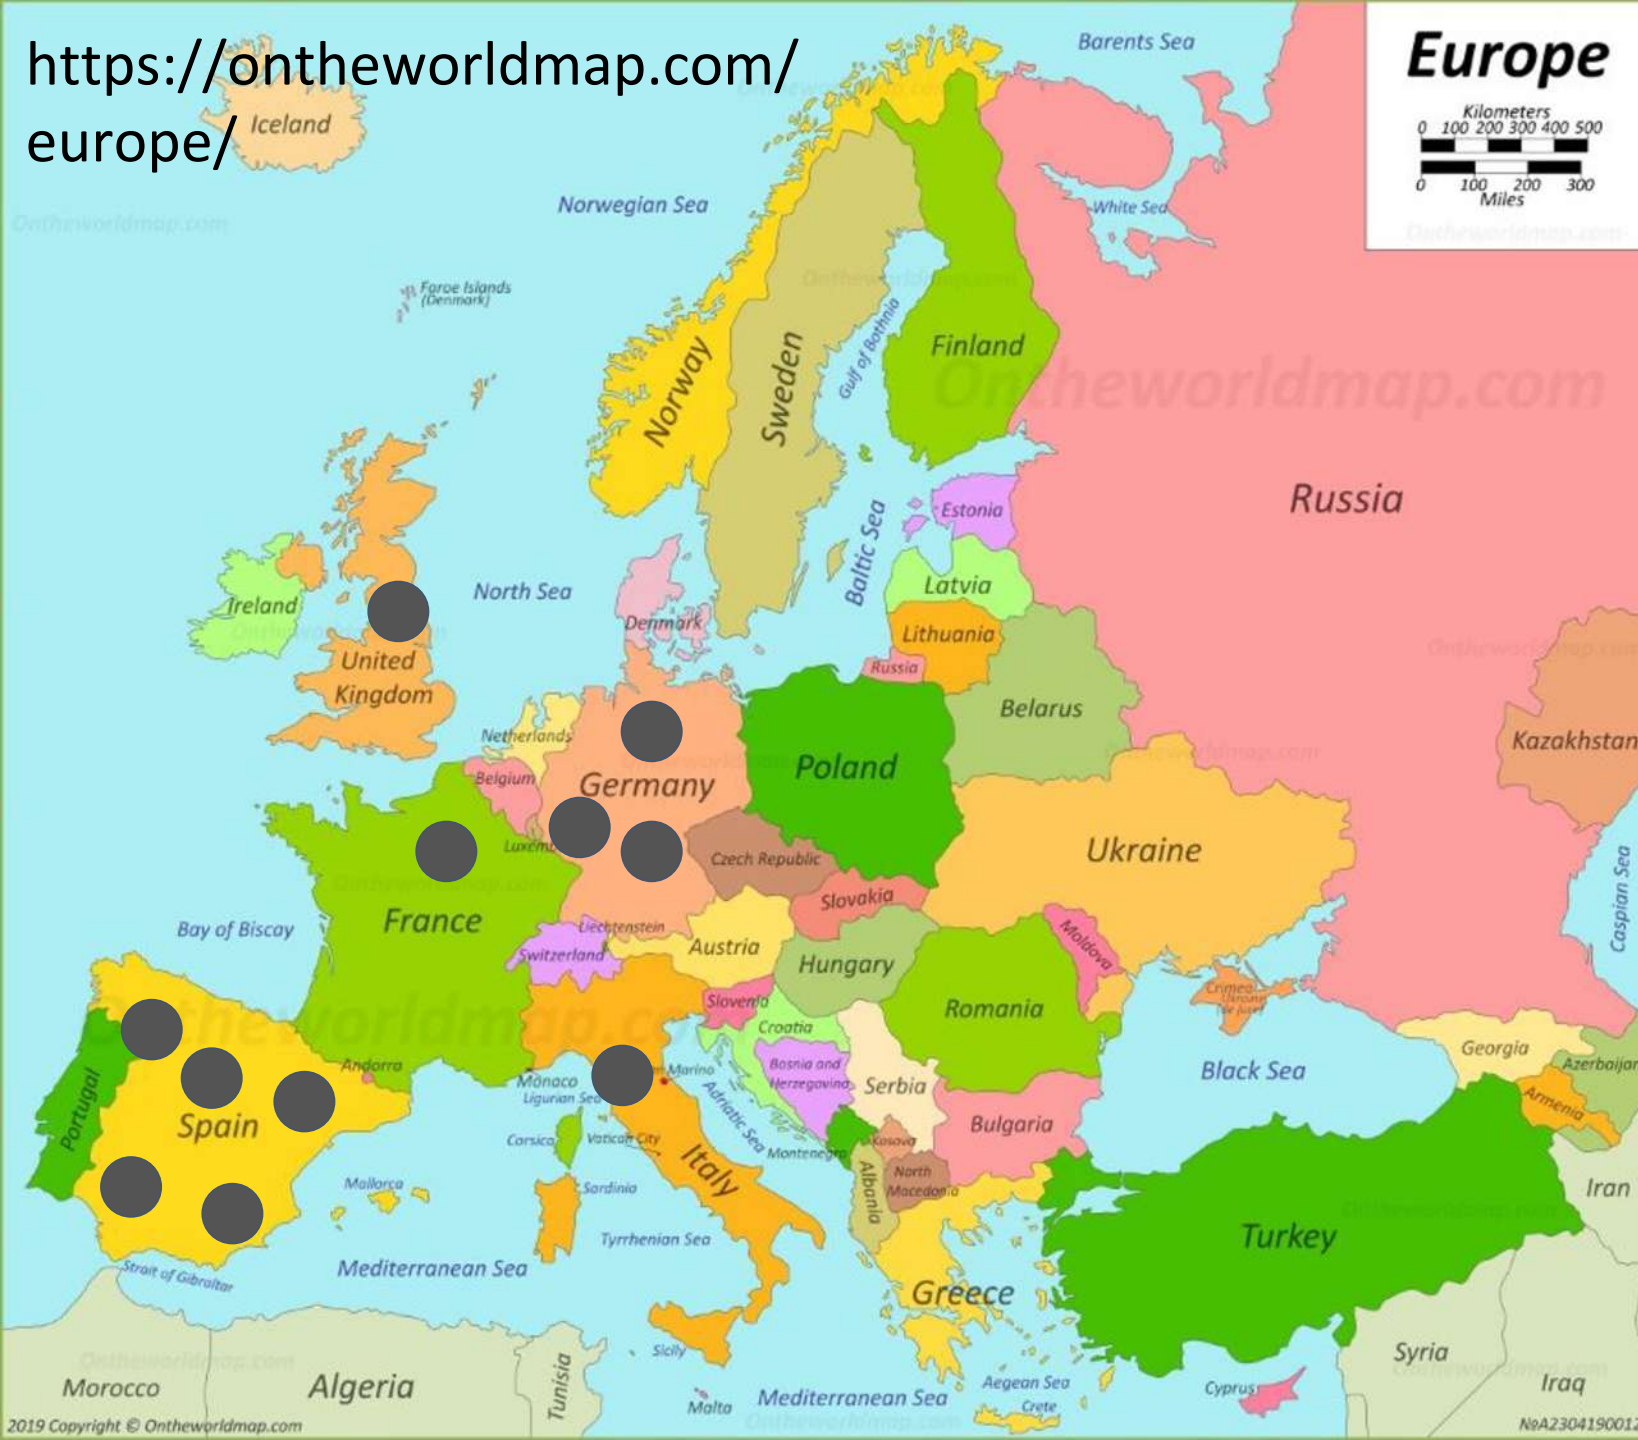 https://ontheworldmap.com/
europe/
Europe
Kilometers
0 100 200 300 400 500
0 100 200 300
Miles
Barents Sea
Iceland
Norwegian Sea
White Sea
Ontheworldmap.com
Ontheworldmap.com
Ontheworldmap.com
Faroe Islands
(Denmark)
Gulf of Bothnia
Finland
Norway
Sweden
Ontheworldmap.com
Russia
Estonia
Baltic Sea
Latvia
North Sea
Ireland
Denmark
Lithuania
Russia
United
Kingdom
Belarus
Kazakhstan
Netherlands
Belgium
Germany
Poland
Ukraine
Czech Republic
Slovakia
Caspian Sea
France
Bay of Biscay
Liechtenstein
Switzerland
Austria
Hungary
Moldova
Slovenia
Romania
Crimea
Croatia
Georgia
Azerbaijan
Armenia
Andorra
Monaco
Ligurian Sea
Marino
Bosnia and
Herzegovina
Serbia
Black Sea
Portugal
Spain
Adriatic Sea
Bulgaria
Corsica
Vatican City
Italy
Montenegro
Kosovo
Albania
North
Macedonia
Mallorca
Sardinia
Iran
Tyrrhenian Sea
Turkey
Mediterranean Sea
Strait of Gibraltar
Greece
Sicily
Syria
Morocco
Algeria
Tunisia
Malta
Mediterranean Sea
Aegean Sea
Crete
Cyprus
Iraq
2019 Copyright © Ontheworldmap.com